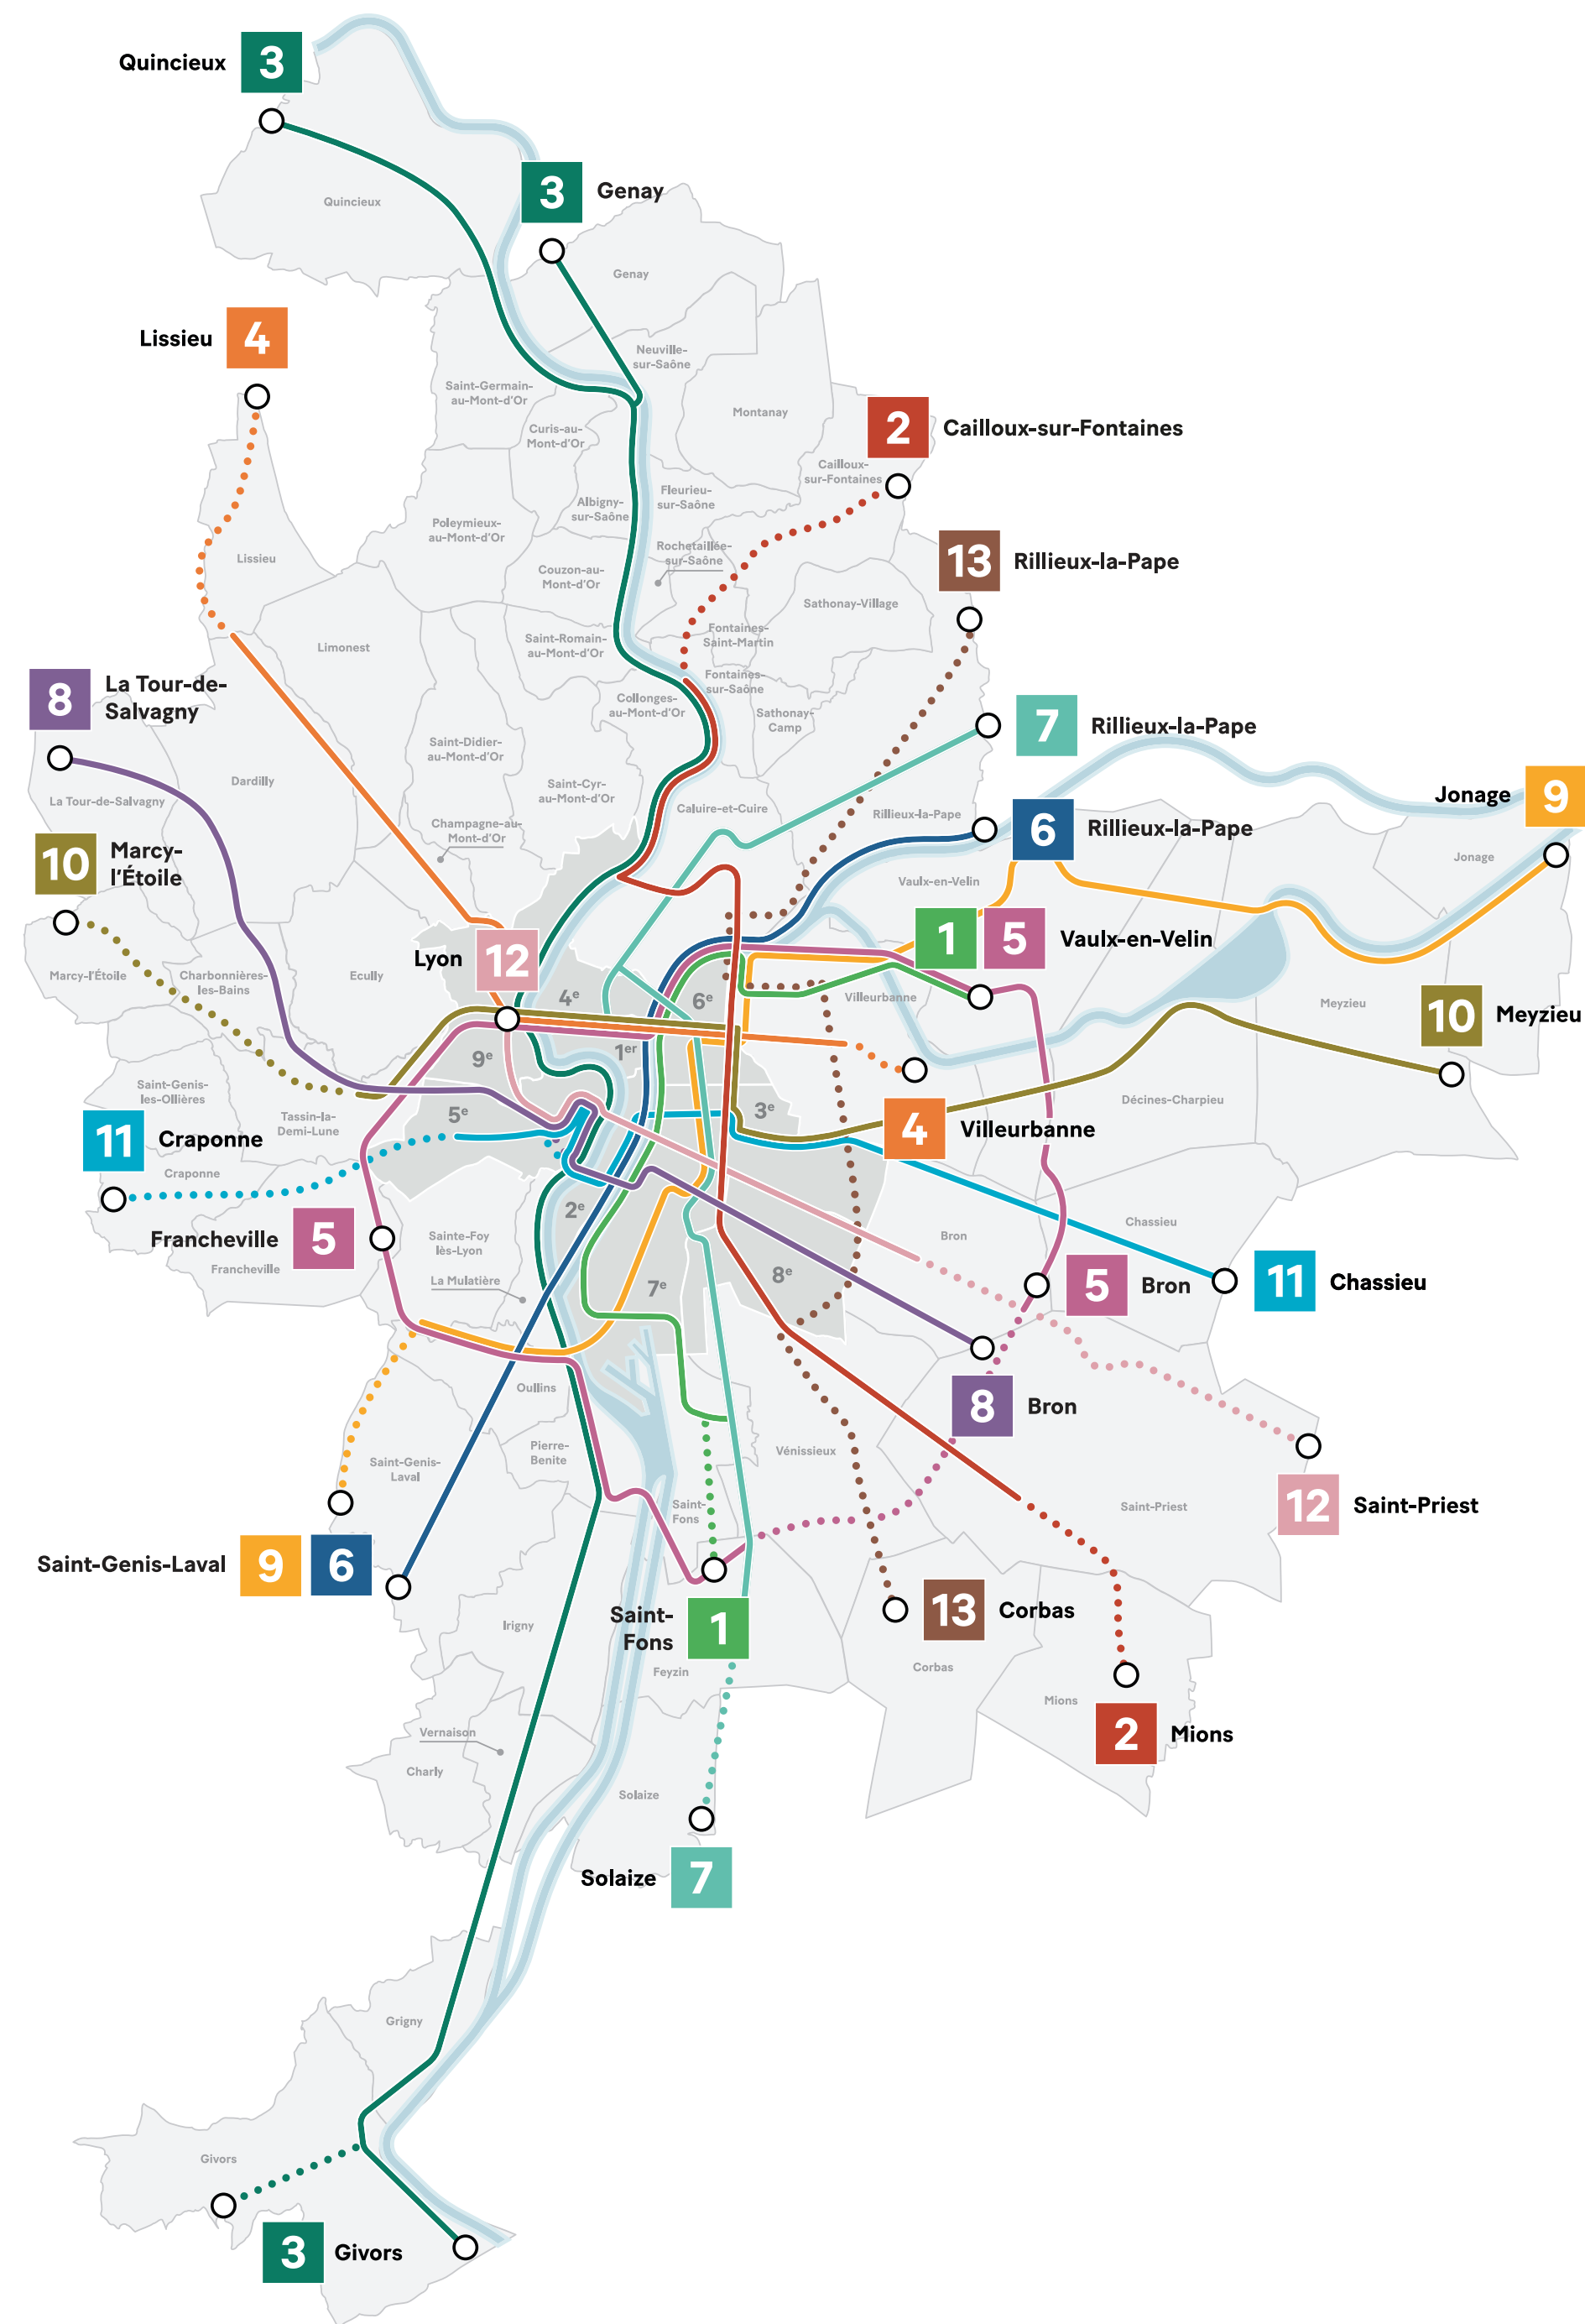 Quincieux
3
Quincieux
3
Genay
Genay
Lissieu
4
Neuville-
sur-Saône
Saint-Germain-
au-Mont-d'Or
Montanay
2
Cailloux-sur-Fontaines
Curis-au-
Mont-d'Or
Cailloux-
sur-Fontaines
Fleurieu-
sur-Saône
Albigny-
sur-Saône
Poleymieux-
au-Mont-d'Or
Lissieu
Rochetaillée-
sur-Saône
13
Rillieux-la-Pape
Couzon-au-
Mont-d'Or
Sathonay-Village
Limonest
Saint-Romain-
au-Mont-d'Or
Fontaines-
Saint-Martin
8
La Tour-de-
Salvagny
Fontaines-
sur-Saône
Collonges-
au-Mont-d'Or
Sathonay-
Camp
7
Rillieux-la-Pape
Saint-Didier-
au-Mont-d'Or
Dardilly
Saint-Cyr-
au-Mont-d'Or
La Tour-de-Salvagny
Caluire-et-Cuire
Rillieux-la-Pape
Jonage
9
6
Rillieux-la-Pape
Champagne-au-
Mont-d'Or
10
Marcy-
l'Étoile
Jonage
Vaulx-en-Velin
1
5
Vaulx-en-Velin
Lyon
12
Marcy-l'Étoile
Charbonnières-
les-Bains
Ecully
4e
6e
Villeurbanne
Meyzieu
10
Meyzieu
9e
1er
Saint-Genis-
les-Ollières
Tassin-la-
Demi-Lune
5e
3e
Décines-Charpieu
11
Craponne
4
Villeurbanne
Craponne
2e
Francheville
5
Francheville
Sainte-Foy
lès-Lyon
La Mulatière
Bron
Chassieu
7e
8e
5
Bron
11
Chassieu
Oullins
8
Bron
Pierre-
Benite
Saint-Genis-
Laval
Vénissieux
Saint-
Fons
Saint-Priest
12
Saint-Priest
Saint-Genis-Laval
9
6
Irigny
Saint-
Fons
1
13
Corbas
Feyzin
Corbas
Mions
2
Mions
Vernaison
Charly
Solaize
Solaize
7
Grigny
Givors
3
Givors